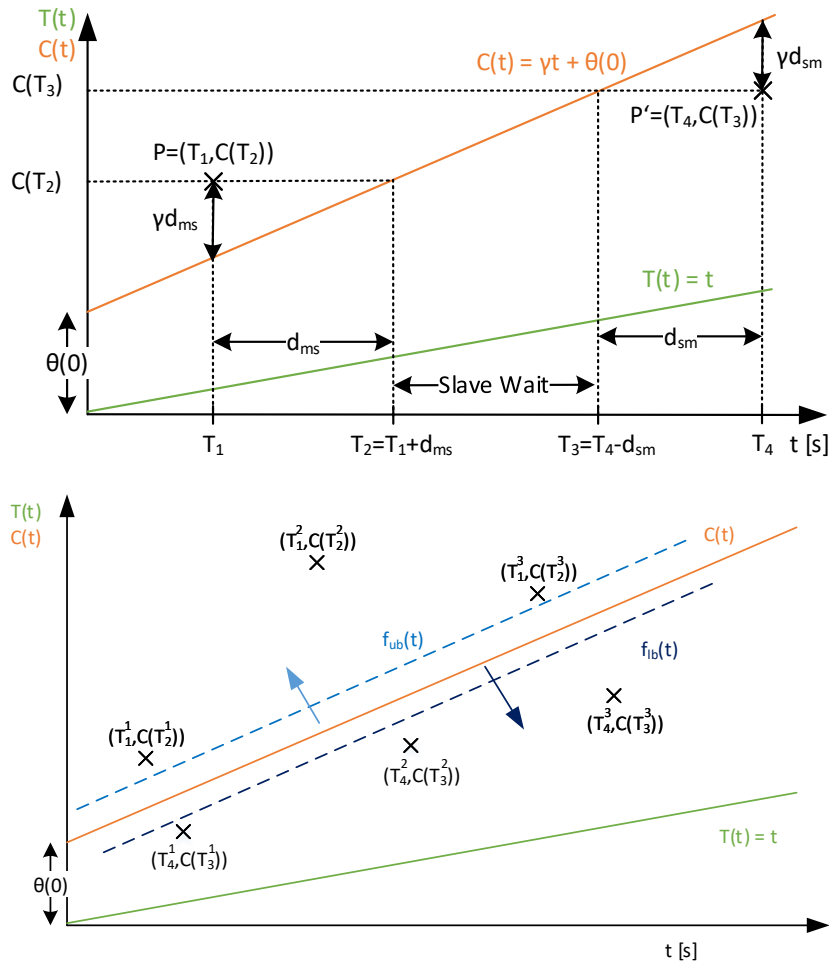 T(t)
C(t)
C(T₃)
C(t) = γt + θ(0)
γd_sm
P‘=(T₄,C(T₃))
P=(T₁,C(T₂))
C(T₂)
γd_ms
T(t) = t
θ(0)
d_ms
d_sm
Slave Wait
T₁
T₂=T₁+d_ms
T₃=T₄-d_sm
T₄
t [s]
T(t)
C(t)
(T₁²,C(T₂²))
C(t)
(T₁³,C(T₂³))
f_ub(t)
f_lb(t)
(T₁¹,C(T₂¹))
(T₄³,C(T₃³))
(T₄²,C(T₃²))
(T₄¹,C(T₃¹))
T(t) = t
θ(0)
t [s]